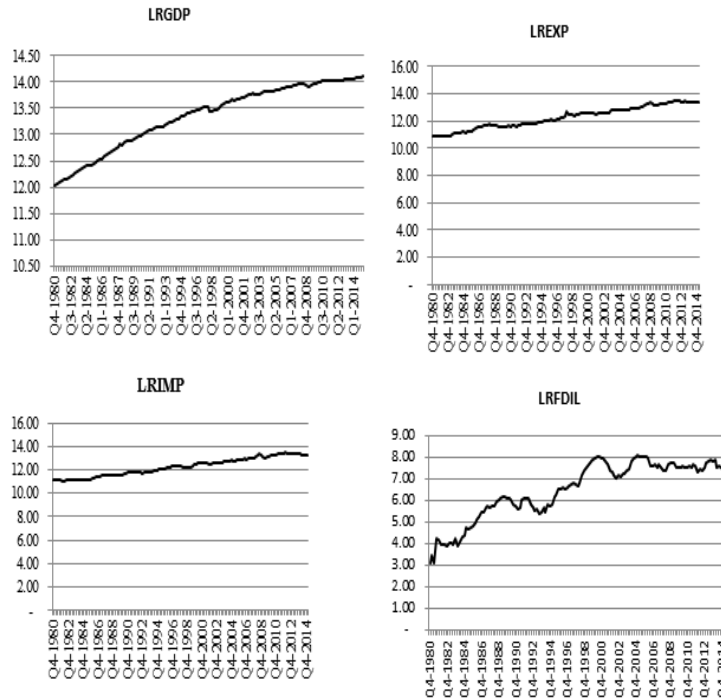 LRGDP
14.50
14.00
13.50
13.00
12.50
12.00
11.50
11.00
10.50
Q4-1980
Q3-1982
Q2-1984
Q1-1986
Q4-1987
Q3-1989
Q2-1991
Q1-1993
Q4-1994
Q3-1996
Q2-1998
Q1-2000
Q4-2001
Q3-2003
Q2-2005
Q1-2007
Q4-2008
Q3-2010
Q2-2012
Q1-2014
LREXP
16.00
14.00
12.00
10.00
8.00
6.00
4.00
2.00
-
Q4-1980
Q4-1982
Q4-1984
Q4-1986
Q4-1988
Q4-1990
Q4-1992
Q4-1994
Q4-1996
Q4-1998
Q4-2000
Q4-2002
Q4-2004
Q4-2006
Q4-2008
Q4-2010
Q4-2012
Q4-2014
LRIMP
16.00
14.00
12.00
10.00
8.00
6.00
4.00
2.00
-
Q4-1980
Q4-1982
Q4-1984
Q4-1986
Q4-1988
Q4-1990
Q4-1992
Q4-1994
Q4-1996
Q4-1998
Q4-2000
Q4-2002
Q4-2004
Q4-2006
Q4-2008
Q4-2010
Q4-2012
Q4-2014
LRFDIL
9.00
8.00
7.00
6.00
5.00
4.00
3.00
2.00
1.00
-
Q4-1980
Q4-1982
Q4-1984
Q4-1986
Q4-1988
Q4-1990
Q4-1992
Q4-1994
Q4-1996
Q4-1998
Q4-2000
Q4-2002
Q4-2004
Q4-2006
Q4-2008
Q4-2010
Q4-2012
Q4-2014